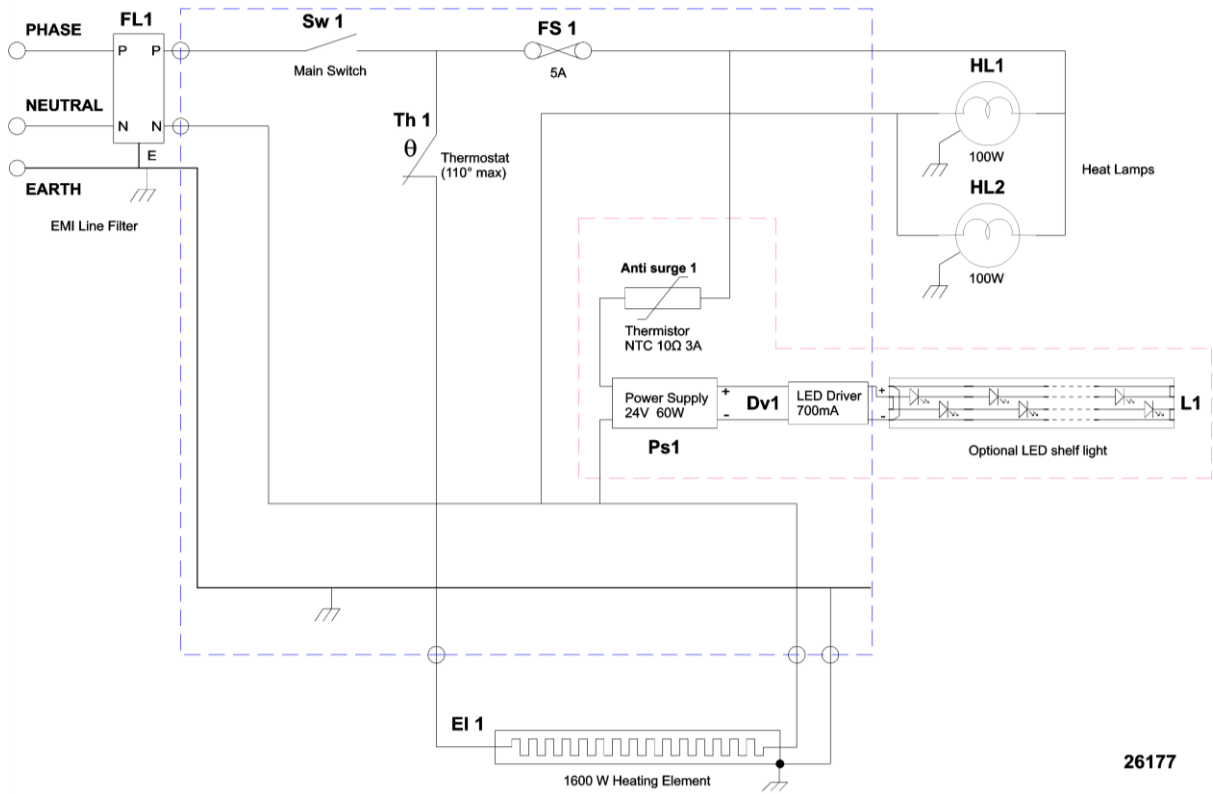 FL1
Sw 1
FS 1
PHASE
P P
Main Switch
5A
HL1
NEUTRAL
N N
Th 1
θ
Thermostat
(110° max)
E
100W
Heat Lamps
EARTH
EMI Line Filter
HL2
100W
Anti surge 1
Thermistor
NTC 10Ω 3A
Power Supply
24V 60W
+
-
Dv1
LED Driver
700mA
+
-
L1
Ps1
Optional LED shelf light
El 1
1600 W Heating Element
26177